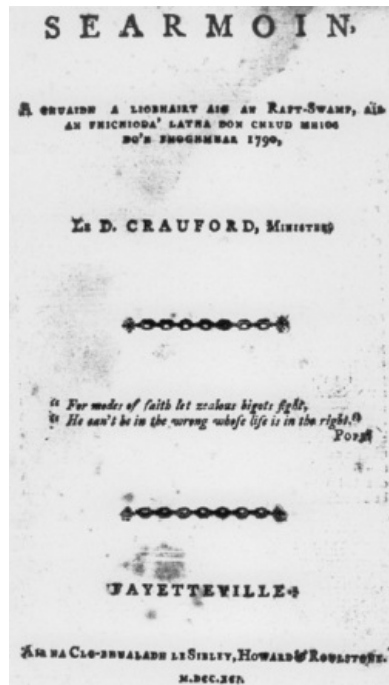 SEARMOIN,
A CHUAIDH A LIOBHAIRT AIG AN RAFT-SWAMP, AIR
AN FHICHIODA' LATHA DON CHEUD MHIOS
DO'N FHOGHMHAR 1790,
LE D. CRAUFORD, MINISTER.
“ For modes of faith let zealous bigots fight,
“ He can't be in the wrong whose life is in the right.”
POPE.
FAYETTEVILLE.
AIR NA CLO-BHUALADH LE SIBLEY, HOWARD & ROULSTONE.
M.DCC.XCI.